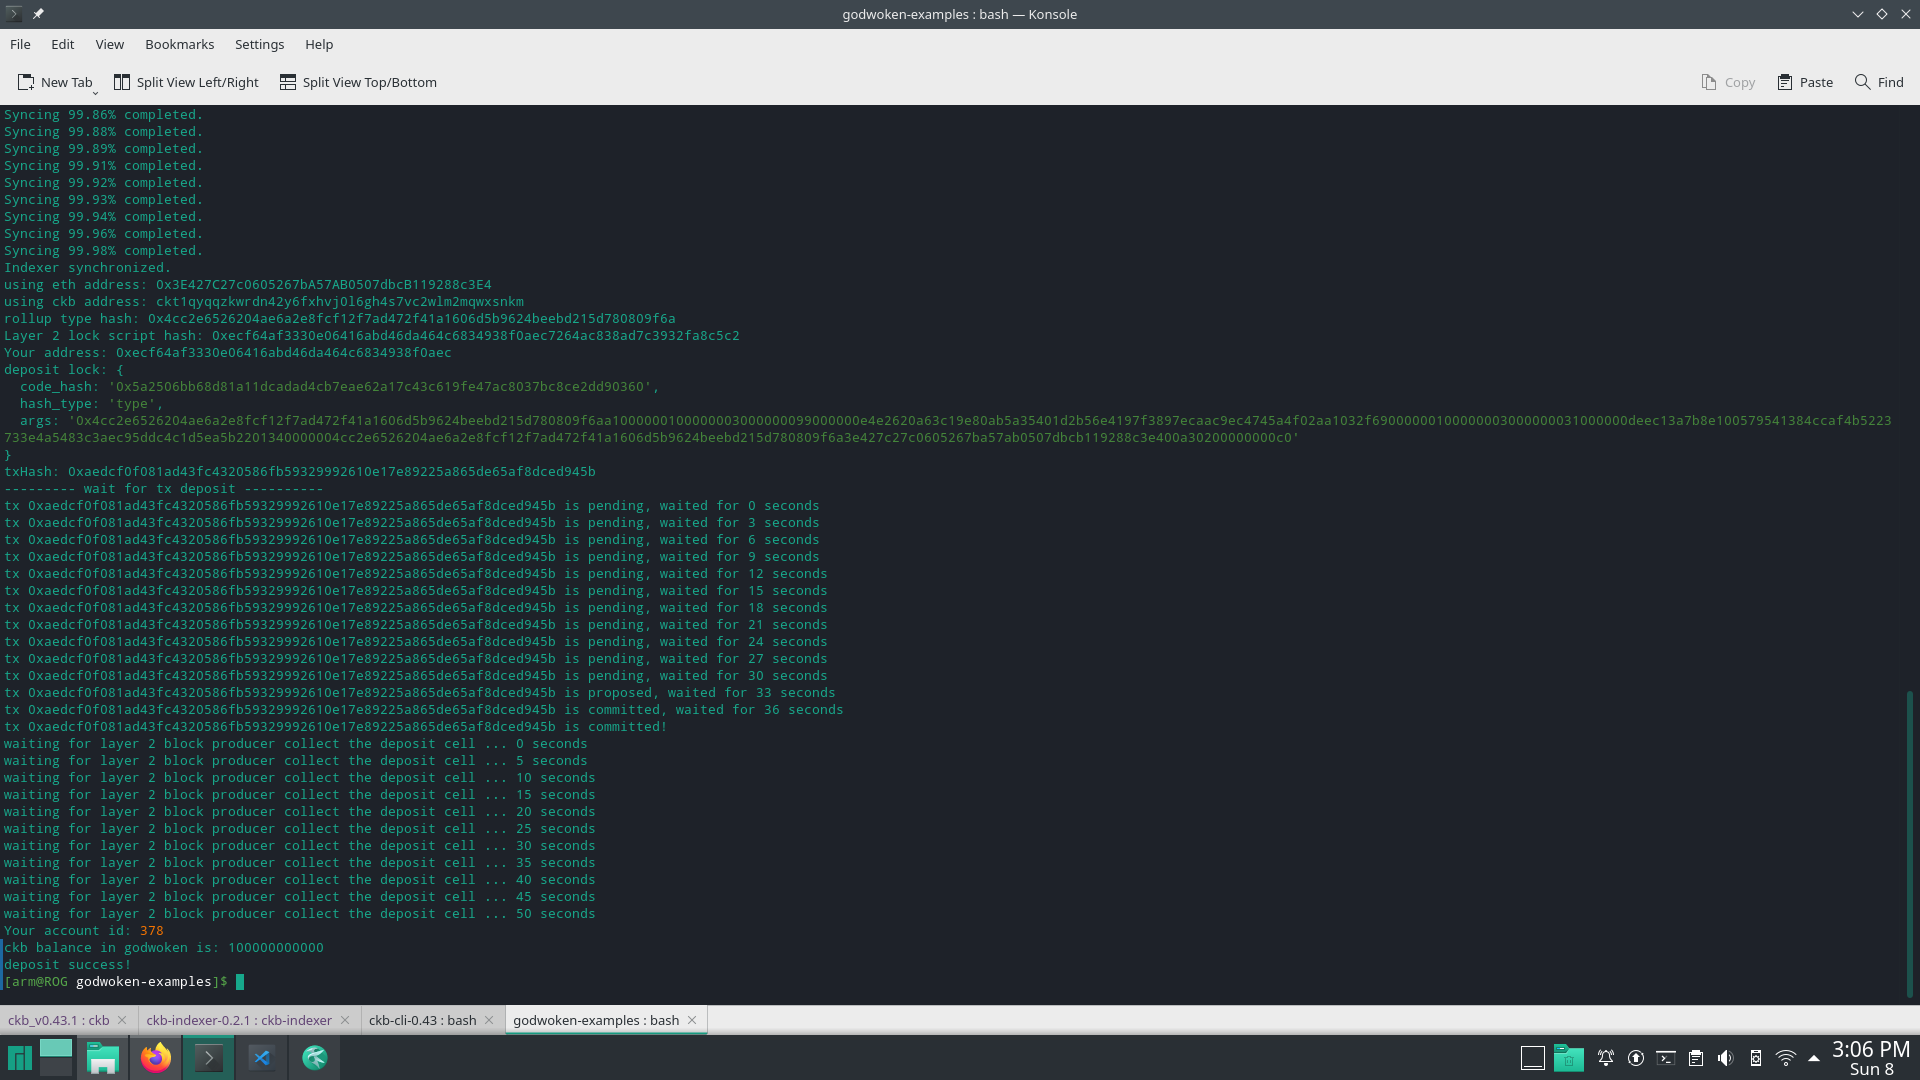 godwoken-examples : bash — Konsole
File Edit View Bookmarks Settings Help
New Tab Split View Left/Right Split View Top/Bottom Copy Paste Find
Syncing 99.86% completed.
Syncing 99.88% completed.
Syncing 99.89% completed.
Syncing 99.91% completed.
Syncing 99.92% completed.
Syncing 99.93% completed.
Syncing 99.94% completed.
Syncing 99.96% completed.
Syncing 99.98% completed.
Indexer synchronized.
using eth address: 0x3E427C27c0605267bA57AB0507dbcB119288c3E4
using ckb address: ckt1qyqqzkwrdn42y6fxhvj0l6gh4s7vc2wlm2mqwxsnkm
rollup type hash: 0x4cc2e6526204ae6a2e8fcf12f7ad472f41a1606d5b9624beebd215d780809f6a
Layer 2 lock script hash: 0xecf64af3330e06416abd46da464c6834938f0aec7264ac838ad7c3932fa8c5c2
Your address: 0xecf64af3330e06416abd46da464c6834938f0aec
deposit lock: {
  code_hash: '0x5a2506bb68d81a11dcadad4cb7eae62a17c43c619fe47ac8037bc8ce2dd90360',
  hash_type: 'type',
  args: '0x4cc2e6526204ae6a2e8fcf12f7ad472f41a1606d5b9624beebd215d780809f6aa10000001000000003000000099000000e4e2620a63c19e80ab5a35401d2b56e4197f3897ecaac9ec4745a4f02aa1032f690000000100000003000000031000000deec13a7b8e100579541384ccaf4b5223
733e4a5483c3aec95ddc4c1d5ea5b2201340000004cc2e6526204ae6a2e8fcf12f7ad472f41a1606d5b9624beebd215d780809f6a3e427c27c0605267ba57ab0507dbcb119288c3e400a30200000000c0'
}
txHash: 0xaedcf0f081ad43fc4320586fb59329992610e17e89225a865de65af8dced945b
--------- wait for tx deposit ----------
tx 0xaedcf0f081ad43fc4320586fb59329992610e17e89225a865de65af8dced945b is pending, waited for 0 seconds
tx 0xaedcf0f081ad43fc4320586fb59329992610e17e89225a865de65af8dced945b is pending, waited for 3 seconds
tx 0xaedcf0f081ad43fc4320586fb59329992610e17e89225a865de65af8dced945b is pending, waited for 6 seconds
tx 0xaedcf0f081ad43fc4320586fb59329992610e17e89225a865de65af8dced945b is pending, waited for 9 seconds
tx 0xaedcf0f081ad43fc4320586fb59329992610e17e89225a865de65af8dced945b is pending, waited for 12 seconds
tx 0xaedcf0f081ad43fc4320586fb59329992610e17e89225a865de65af8dced945b is pending, waited for 15 seconds
tx 0xaedcf0f081ad43fc4320586fb59329992610e17e89225a865de65af8dced945b is pending, waited for 18 seconds
tx 0xaedcf0f081ad43fc4320586fb59329992610e17e89225a865de65af8dced945b is pending, waited for 21 seconds
tx 0xaedcf0f081ad43fc4320586fb59329992610e17e89225a865de65af8dced945b is pending, waited for 24 seconds
tx 0xaedcf0f081ad43fc4320586fb59329992610e17e89225a865de65af8dced945b is pending, waited for 27 seconds
tx 0xaedcf0f081ad43fc4320586fb59329992610e17e89225a865de65af8dced945b is pending, waited for 30 seconds
tx 0xaedcf0f081ad43fc4320586fb59329992610e17e89225a865de65af8dced945b is proposed, waited for 33 seconds
tx 0xaedcf0f081ad43fc4320586fb59329992610e17e89225a865de65af8dced945b is committed, waited for 36 seconds
tx 0xaedcf0f081ad43fc4320586fb59329992610e17e89225a865de65af8dced945b is committed!
waiting for layer 2 block producer collect the deposit cell ... 0 seconds
waiting for layer 2 block producer collect the deposit cell ... 5 seconds
waiting for layer 2 block producer collect the deposit cell ... 10 seconds
waiting for layer 2 block producer collect the deposit cell ... 15 seconds
waiting for layer 2 block producer collect the deposit cell ... 20 seconds
waiting for layer 2 block producer collect the deposit cell ... 25 seconds
waiting for layer 2 block producer collect the deposit cell ... 30 seconds
waiting for layer 2 block producer collect the deposit cell ... 35 seconds
waiting for layer 2 block producer collect the deposit cell ... 40 seconds
waiting for layer 2 block producer collect the deposit cell ... 45 seconds
waiting for layer 2 block producer collect the deposit cell ... 50 seconds
Your account id: 378
ckb balance in godwoken is: 100000000000
deposit success!
[arm@ROG godwoken-examples]$
ckb_v0.43.1 : ckb ckb-indexer-0.2.1 : ckb-indexer ckb-cli-0.43 : bash godwoken-examples : bash
3:06 PM
Sun 8